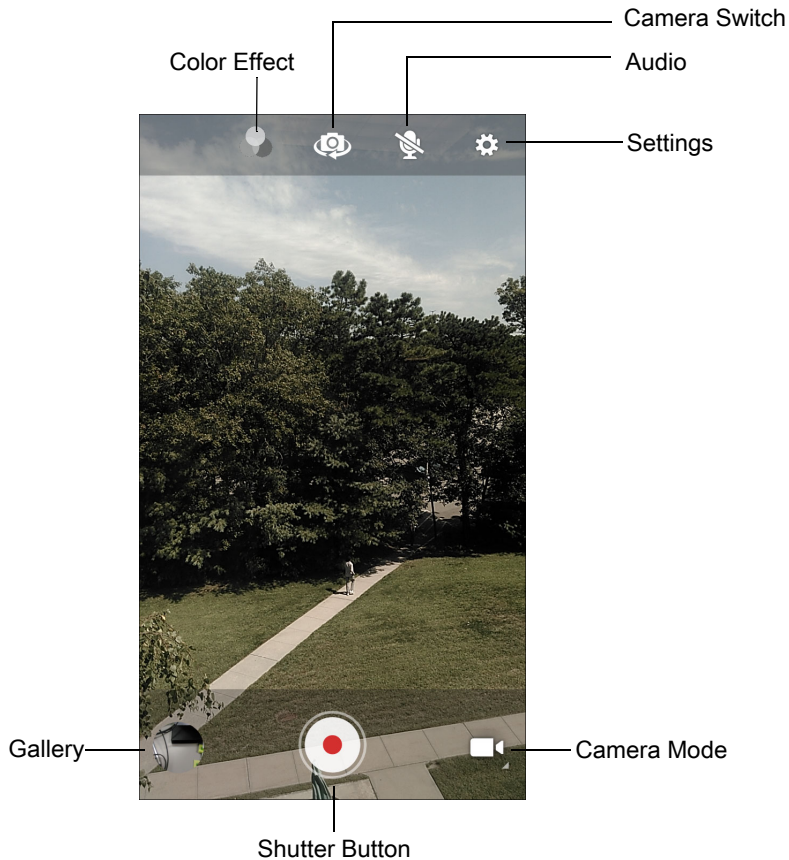 Camera Switch
Color Effect
Audio
Settings
Gallery
Camera Mode
Shutter Button